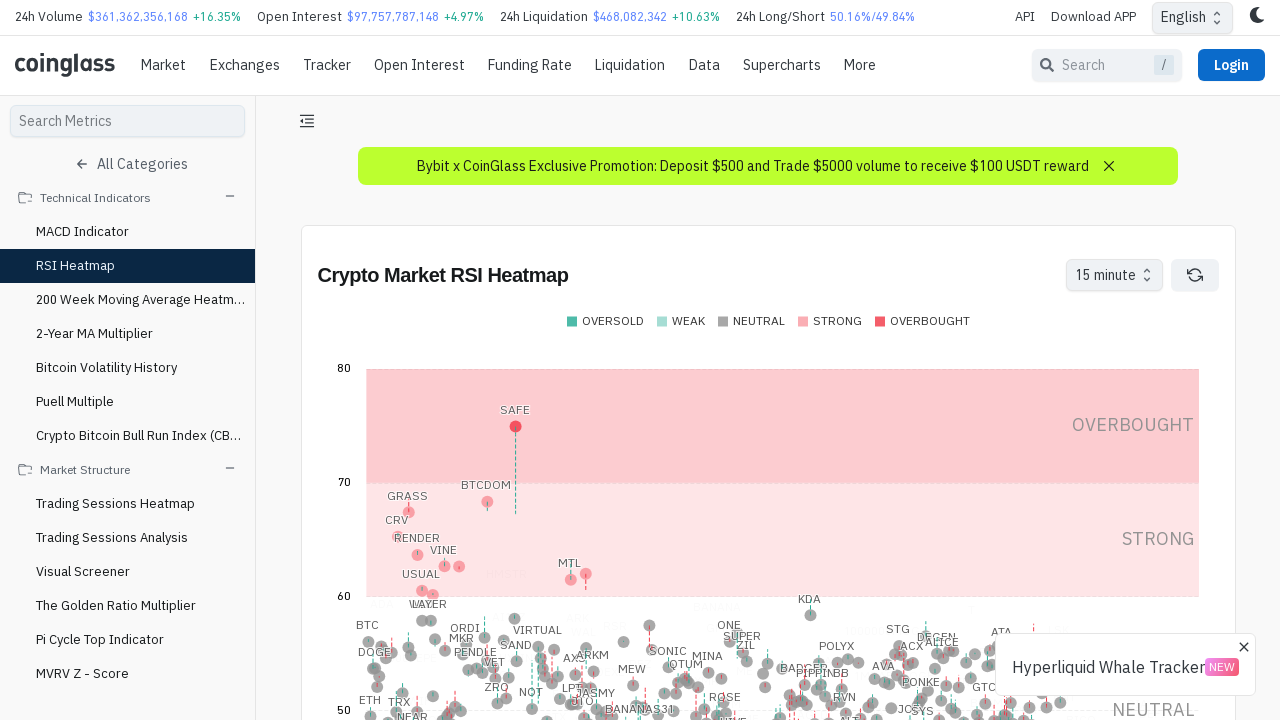 24h Volume $361,362,356,168 +16.35% Open Interest $97,757,787,148 +4.97% 24h Liquidation $468,082,342 +10.63% 24h Long/Short 50.16%/49.84% API Download APP English
coinglass Market Exchanges Tracker Open Interest Funding Rate Liquidation Data Supercharts More Search / Login
Search Metrics
All Categories
Technical Indicators
MACD Indicator
RSI Heatmap
200 Week Moving Average Heatm...
2-Year MA Multiplier
Bitcoin Volatility History
Puell Multiple
Crypto Bitcoin Bull Run Index (CB...
Market Structure
Trading Sessions Heatmap
Trading Sessions Analysis
Visual Screener
The Golden Ratio Multiplier
Pi Cycle Top Indicator
MVRV Z - Score
Bybit x CoinGlass Exclusive Promotion: Deposit $500 and Trade $5000 volume to receive $100 USDT reward
Crypto Market RSI Heatmap
15 minute
OVERSOLD WEAK NEUTRAL STRONG OVERBOUGHT
80
SAFE
OVERBOUGHT
70
BTCDOM
GRASS
CRV
RENDER
STRONG
VINE
MTL
USUAL
60
LAYER
KDA
BTC ORDI VIRTUAL ONE STG
MKR SUPER DEGEN ATA
DOGE PENDLE SAND SONIC ZIL POLYX ACX ALICE
VET ARKM MINA
MEW QTUM BADGER PIPPIN AVA
ZRO NOT LPT JASMY ROSE RVN PONKE GTC
ETH TRX BANANAS31 JCSY SYS
NEAR
50
NEUTRAL
Hyperliquid Whale Tracker NEW